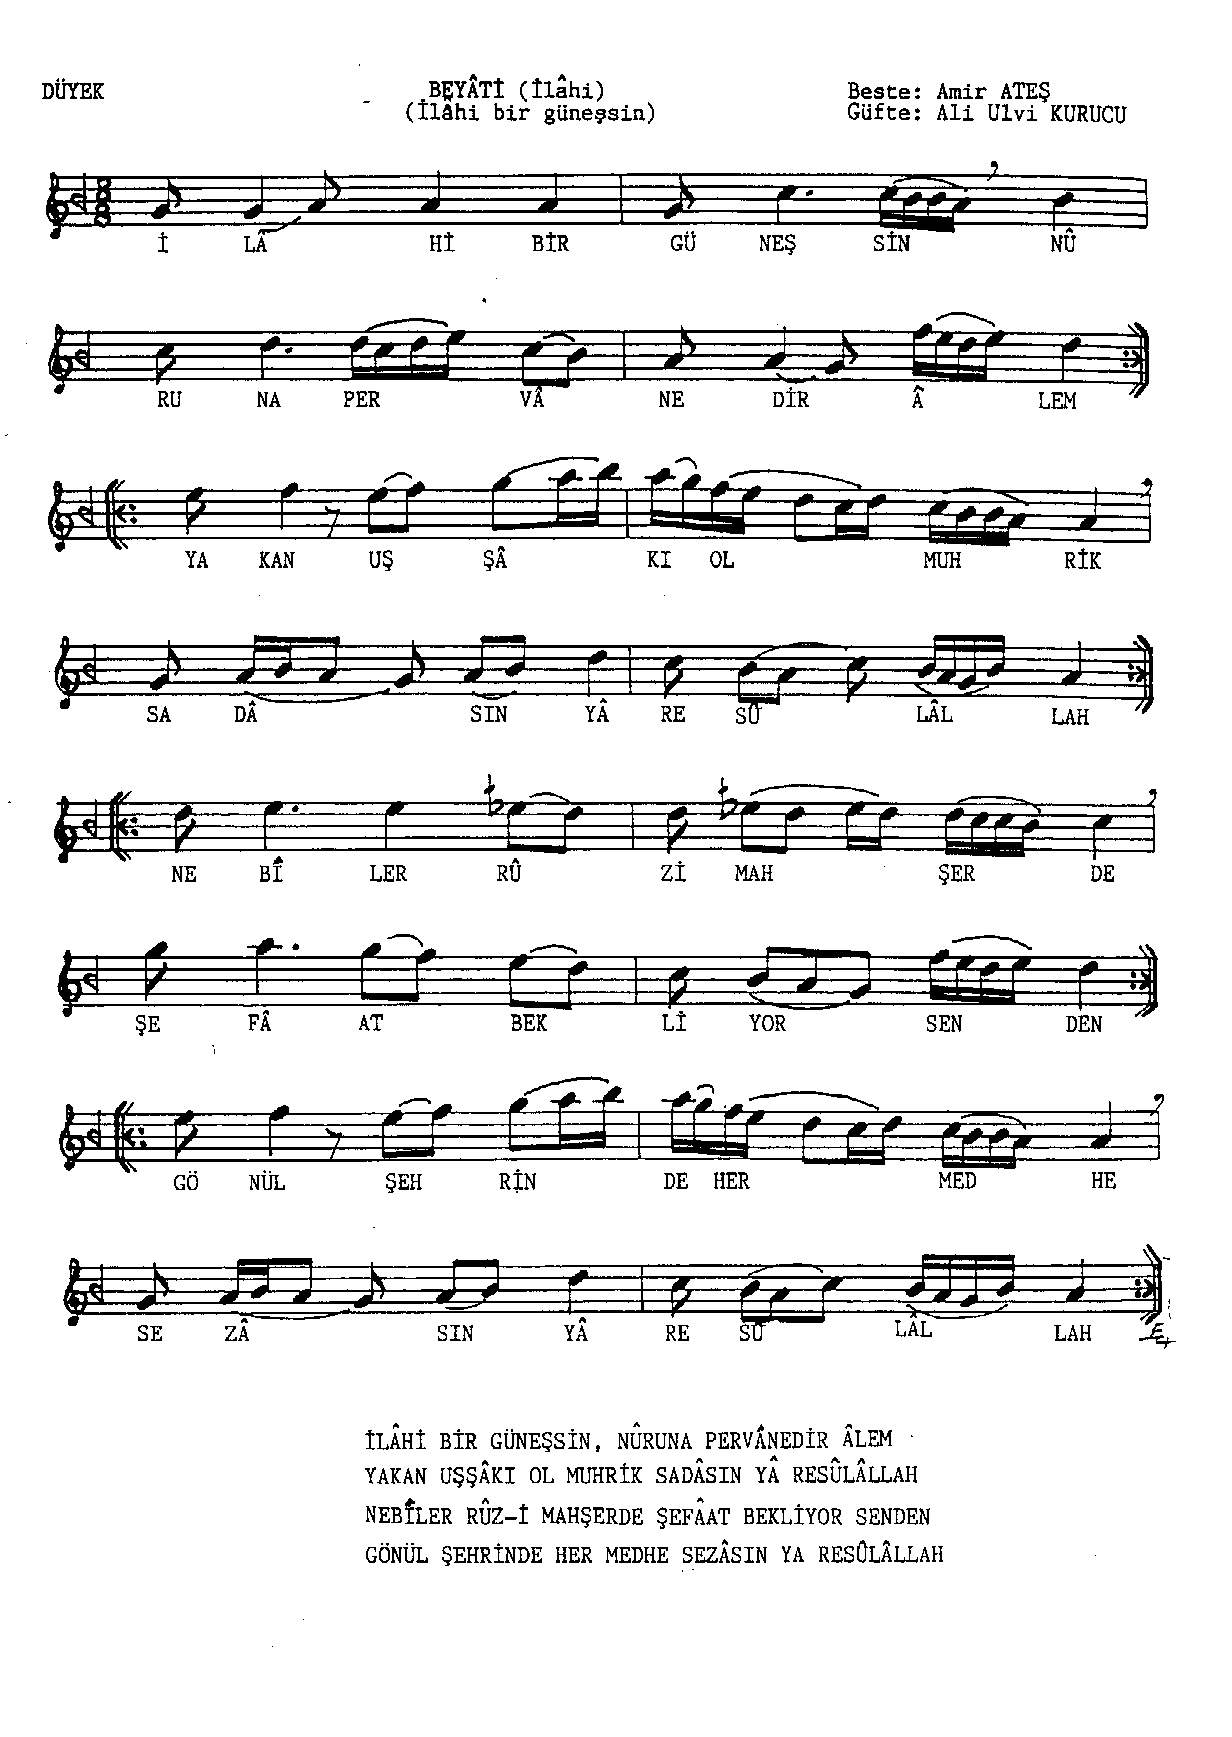 DÜYEK
BEYÂTİ (İlâhi)
(İlâhi bir güneşsin)
Beste: Amir ATEŞ
Güfte: Ali Ulvi KURUCU
İ LÂ Hİ BİR GÜ NEŞ SİN NÛ
RU NA PER VÂ NE DİR Â LEM
YA KAN UŞ ŞÂ KI OL MUH RİK
SA DÂ SIN YÂ RE SÛ LÂL LAH
NE BÎ LER RÛ Zİ MAH ŞER DE
ŞE FÂ AT BEK Lİ YOR SEN DEN
GÖ NÜL ŞEH RİN DE HER MED HE
SE ZÂ SIN YÂ RE SÛ LÂL LAH
İLÂHİ BİR GÜNEŞSİN, NÛRUNA PERVÂNEDİR ÂLEM
YAKAN UŞŞÂKI OL MUHRİK SADÂSIN YÂ RESÛLÂLLAH
NEBÎLER RÛZ-İ MAHŞERDE ŞEFÂAT BEKLİYOR SENDEN
GÖNÜL ŞEHRİNDE HER MEDHE SEZÂSIN YA RESÛLÂLLAH